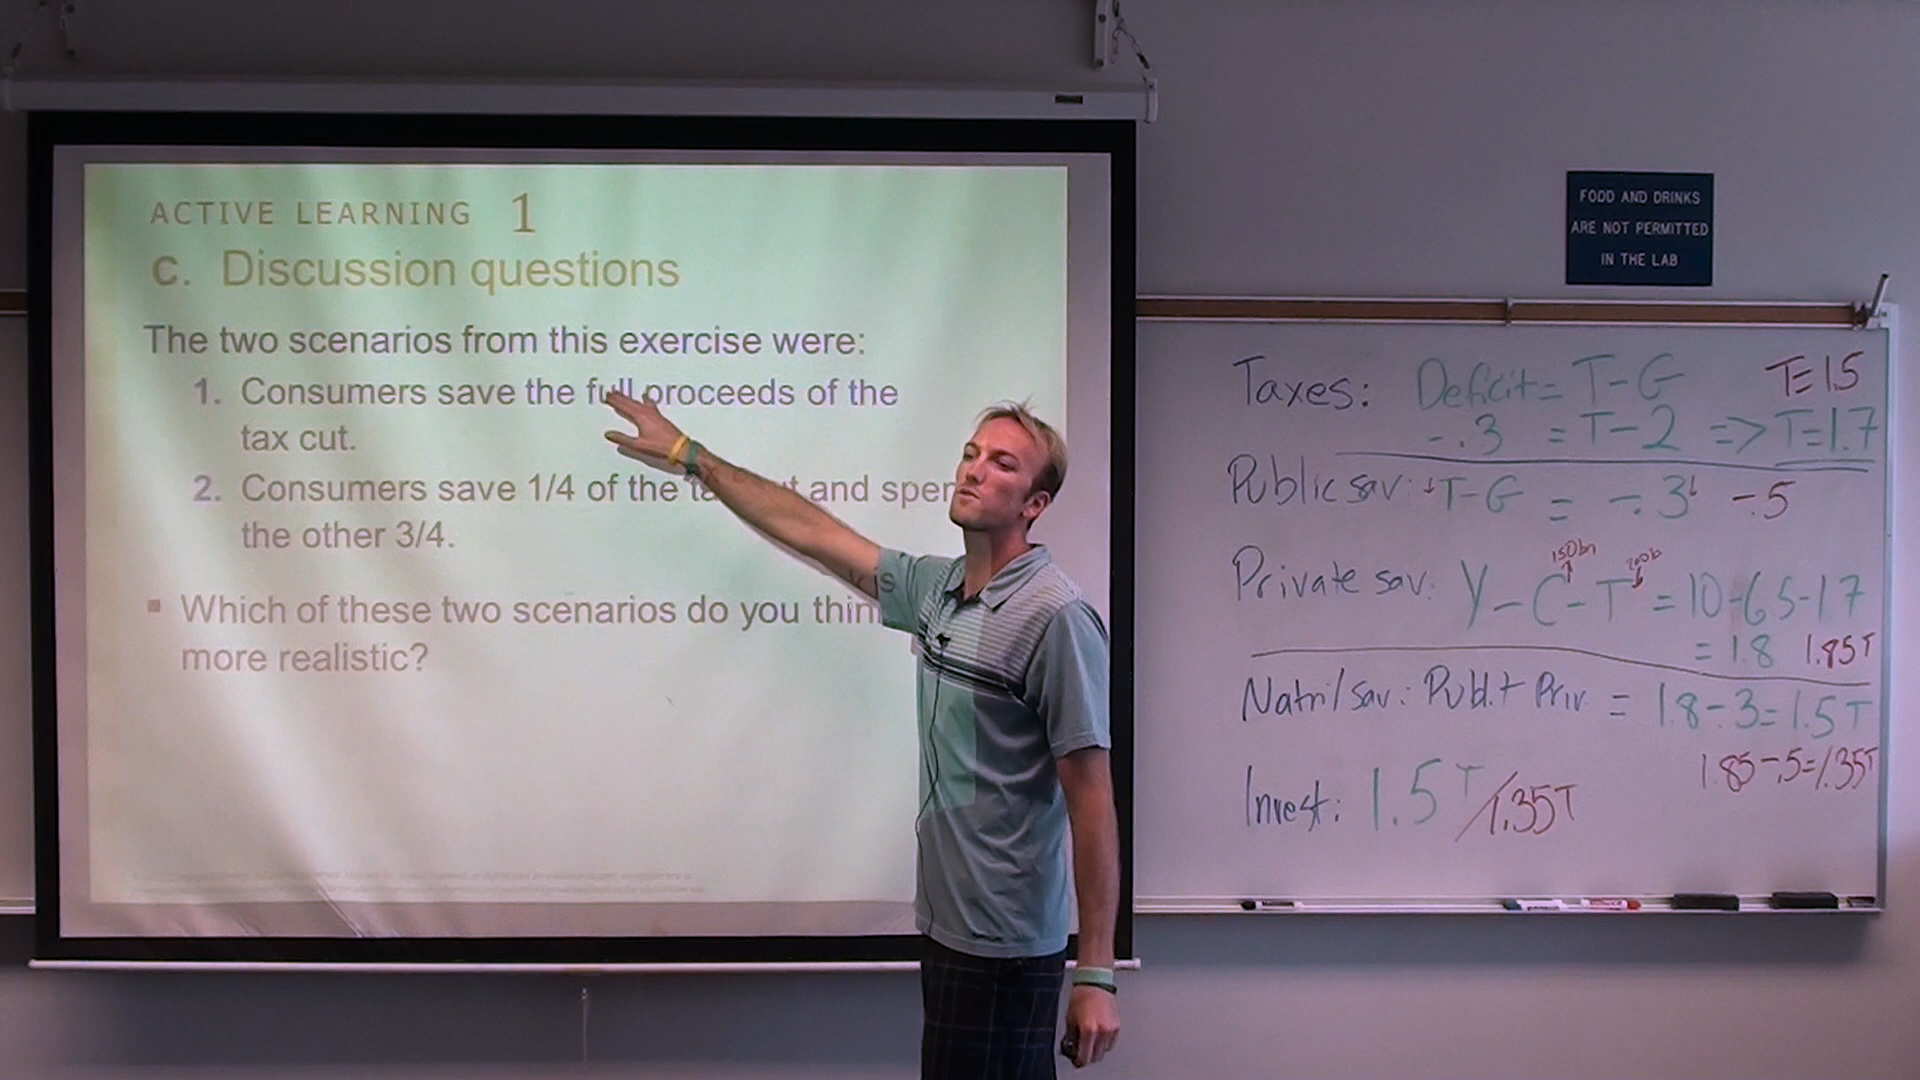 ACTIVE LEARNING 1
C. Discussion questions
The two scenarios from this exercise were:
1. Consumers save the full proceeds of the
tax cut.
2. Consumers save 1/4 of the and
the other 3/4.
▪ Which of these two scenarios do you is
more realistic?
FOOD AND DRINKS
ARE NOT PERMITTED
IN THE LAB
Taxes: Deficit = T-G T=1.5
-.3 = T-2 => T=1.7
Public sav: ↓T-G = -.3↓ -.5
150bn 200b
Private sav: Y-C↑-T↓ = 10-6.5-1.7
= 1.8 1.85T
Natn'l sav: Publ.+ Priv = 1.8-.3=1.5T
1.85-.5=1.35T
Invest: 1.5T/1.35T